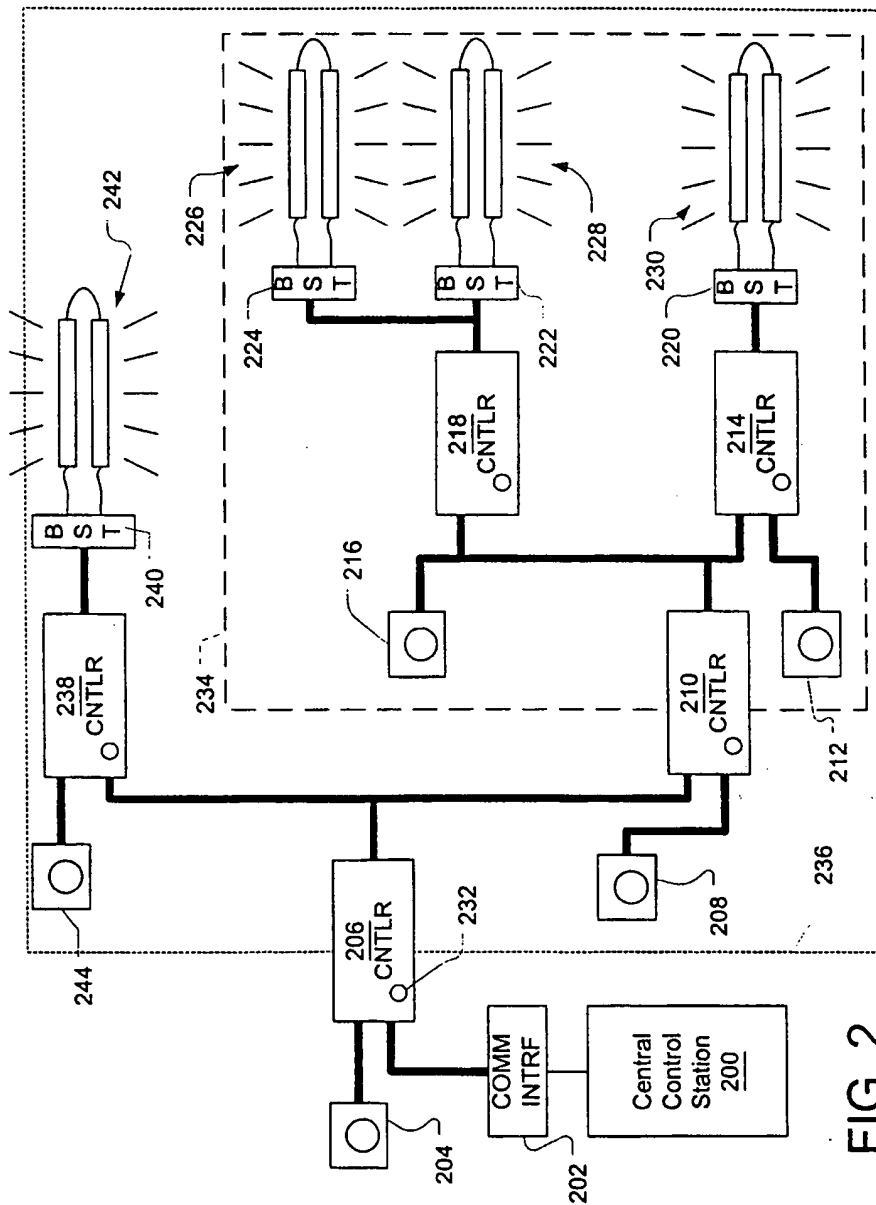 242
226
228
230
B
S
T
240
B
S
T
224
B
S
T
222
B
S
T
220
238
CNTLR
218
CNTLR
214
CNTLR
216
234
210
CNTLR
212
244
206
CNTLR
232
208
236
204
COMM
INTRF
202
Central
Control
Station
200
FIG. 2